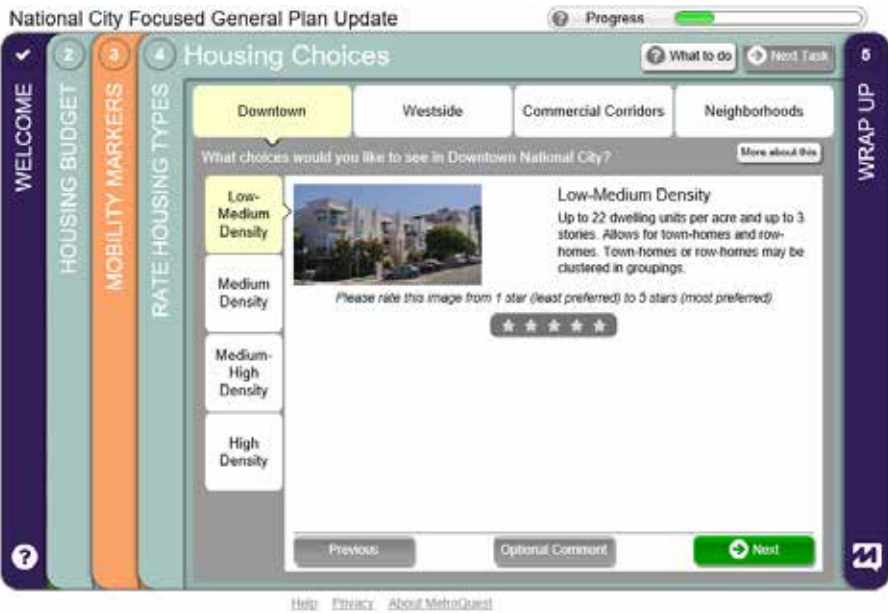 National City Focused General Plan Update
? Progress
WELCOME
?
2
HOUSING BUDGET
3
MOBILITY MARKERS
4
RATE HOUSING TYPES
Housing Choices
? What to do
Next Task
Downtown
Westside
Commercial Corridors
Neighborhoods
What choices would you like to see in Downtown National City?
More about this
Low-
Medium
Density
Medium
Density
Medium-
High
Density
High
Density
Low-Medium Density
Up to 22 dwelling units per acre and up to 3
stories. Allows for town-homes and row-
homes. Town-homes or row-homes may be
clustered in groupings.
Please rate this image from 1 star (least preferred) to 5 stars (most preferred)
Previous
Optional Comment
Next
5
WRAP UP
Help Privacy About MetroQuest